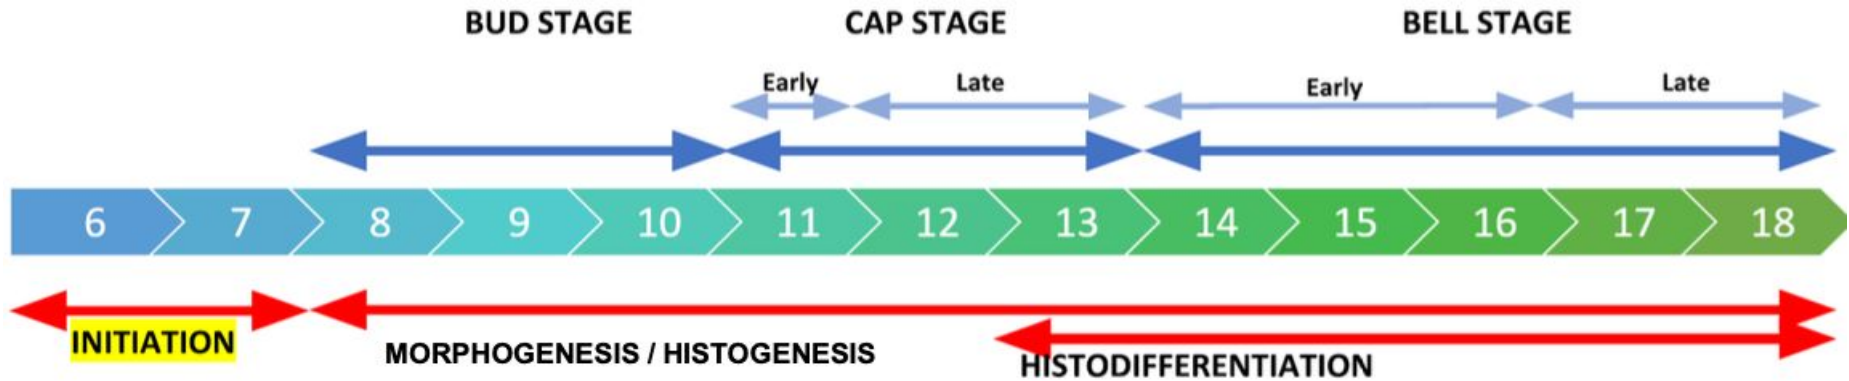 BUD STAGE CAP STAGE BELL STAGE
Early Late Early Late
6 7 8 9 10 11 12 13 14 15 16 17 18
INITIATION
MORPHOGENESIS / HISTOGENESIS
HISTODIFFERENTIATION